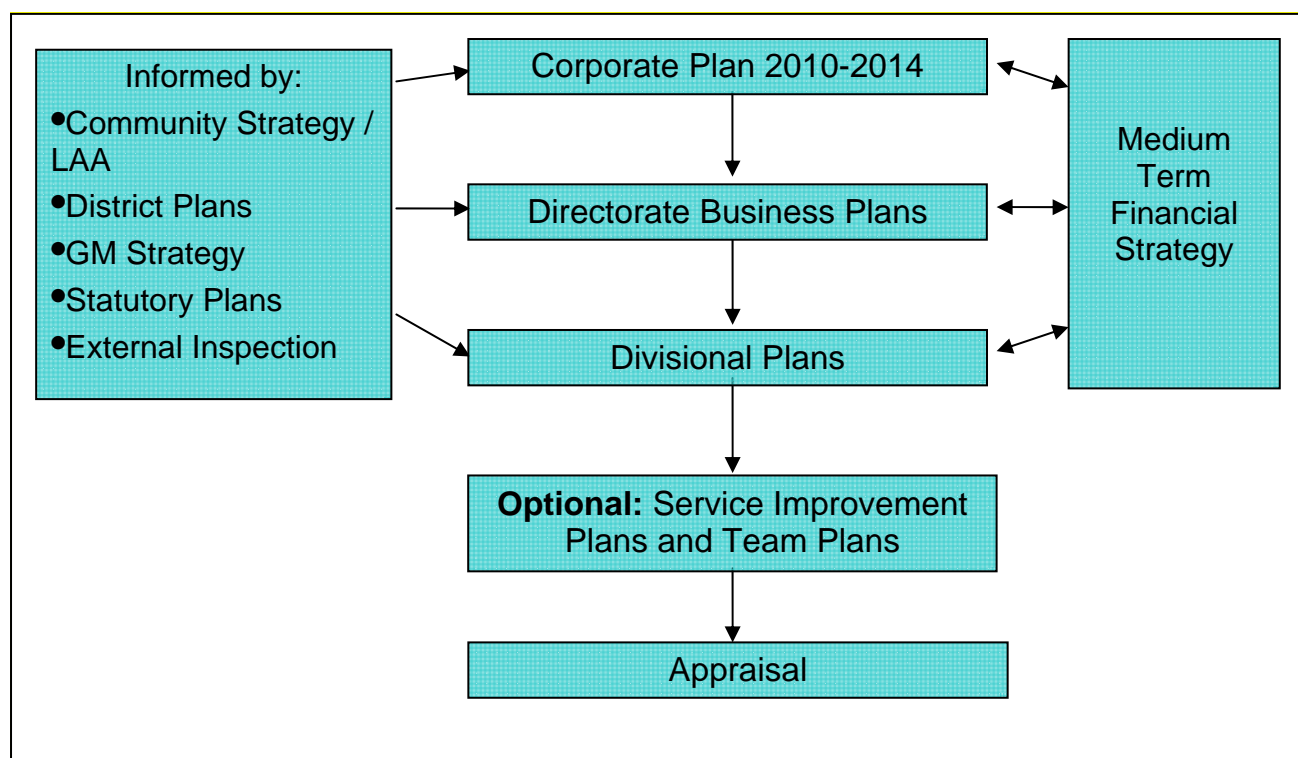 Informed by:
•Community Strategy /
LAA
•District Plans
•GM Strategy
•Statutory Plans
•External Inspection
Corporate Plan 2010-2014
Directorate Business Plans
Divisional Plans
Optional: Service Improvement
Plans and Team Plans
Appraisal
Medium
Term
Financial
Strategy